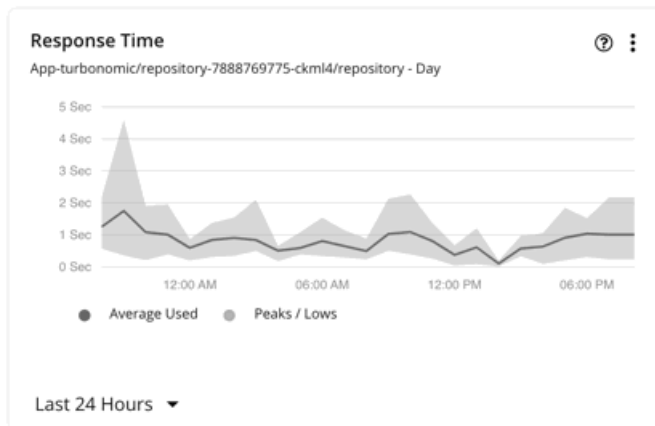 Response Time
App-turbonomic/repository-7888769775-ckml4/repository - Day
5 Sec
4 Sec
3 Sec
2 Sec
1 Sec
0 Sec
12:00 AM 06:00 AM 12:00 PM 06:00 PM
Average Used Peaks / Lows
Last 24 Hours